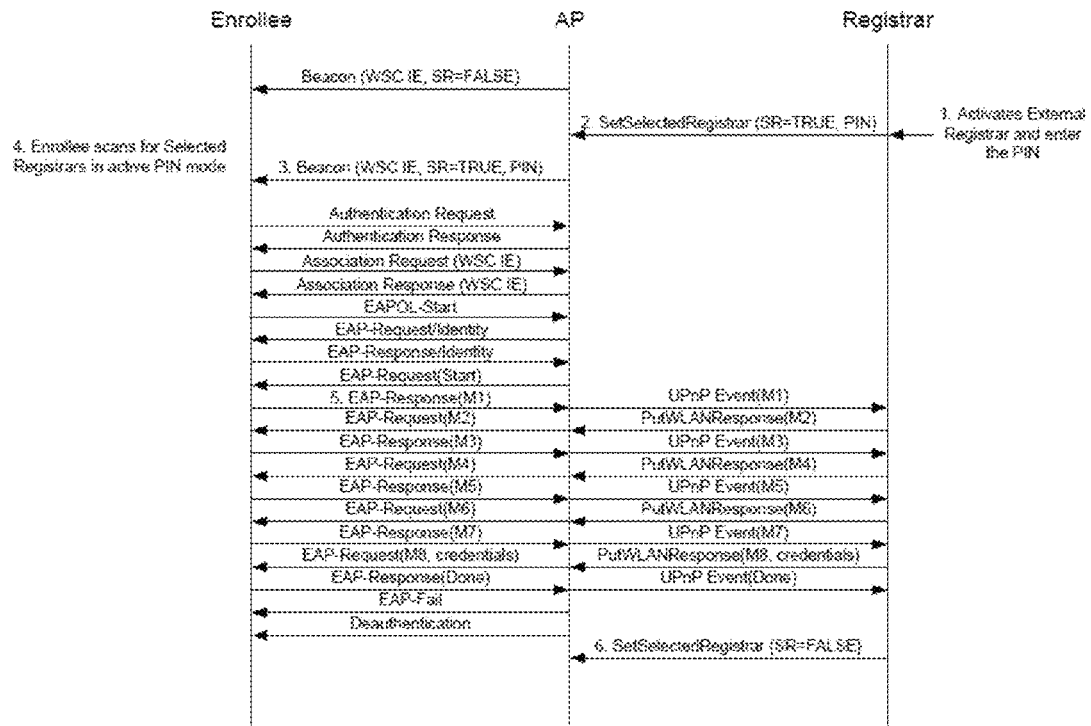 Enrollee AP Registrar
Beacon (WSC IE, SR=FALSE)
2. SetSelectedRegistrar (SR=TRUE, PIN)
1. Activates External
Registrar and enter
the PIN
4. Enrollee scans for Selected
Registrars in active PIN mode
3. Beacon (WSC IE, SR=TRUE, PIN)
Authentication Request
Authentication Response
Association Request (WSC IE)
Association Response (WSC IE)
EAPOL-Start
EAP-Request/Identity
EAP-Response/Identity
EAP-Request(Start)
5. EAP-Response(M1) UPnP Event(M1)
EAP-Request(M2) PutWLANResponse(M2)
EAP-Response(M3) UPnP Event(M3)
EAP-Request(M4) PutWLANResponse(M4)
EAP-Response(M5) UPnP Event(M5)
EAP-Request(M6) PutWLANResponse(M6)
EAP-Response(M7) UPnP Event(M7)
EAP-Request(M8, credentials) PutWLANResponse(M8, credentials)
EAP-Response(Done) UPnP Event(Done)
EAP-Fail
Deauthentication
6. SetSelectedRegistrar (SR=FALSE)